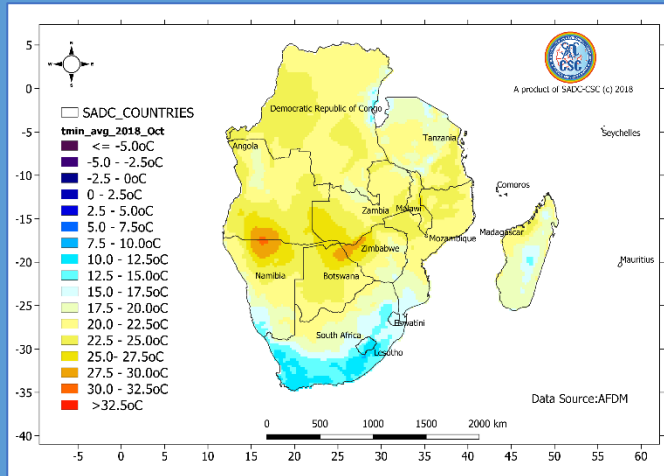 5
0
-5
-10
-15
-20
-25
-30
-35
-40
N
W E
S
SADC_COUNTRIES
tmin_avg_2018_Oct
<= -5.0oC
-5.0 - -2.5oC
-2.5 - 0oC
0 - 2.5oC
2.5 - 5.0oC
5.0 - 7.5oC
7.5 - 10.0oC
10.0 - 12.5oC
12.5 - 15.0oC
15.0 - 17.5oC
17.5 - 20.0oC
20.0 - 22.5oC
22.5 - 25.0oC
25.0- 27.5oC
27.5 - 30.0oC
30.0 - 32.5oC
>32.5oC
CSC
A product of SADC-CSC (c) 2018
Democratic Republic of Congo
Tanzania
Seychelles
Angola
Comoros
Zambia
Malawi
Mozambique
Madagascar
Zimbabwe
Mauritius
Namibia
Botswana
South Africa
Eswatini
Lesotho
Data Source:AFDM
0 500 1000 1500 2000 km
-5 0 5 10 15 20 25 30 35 40 45 50 55 60